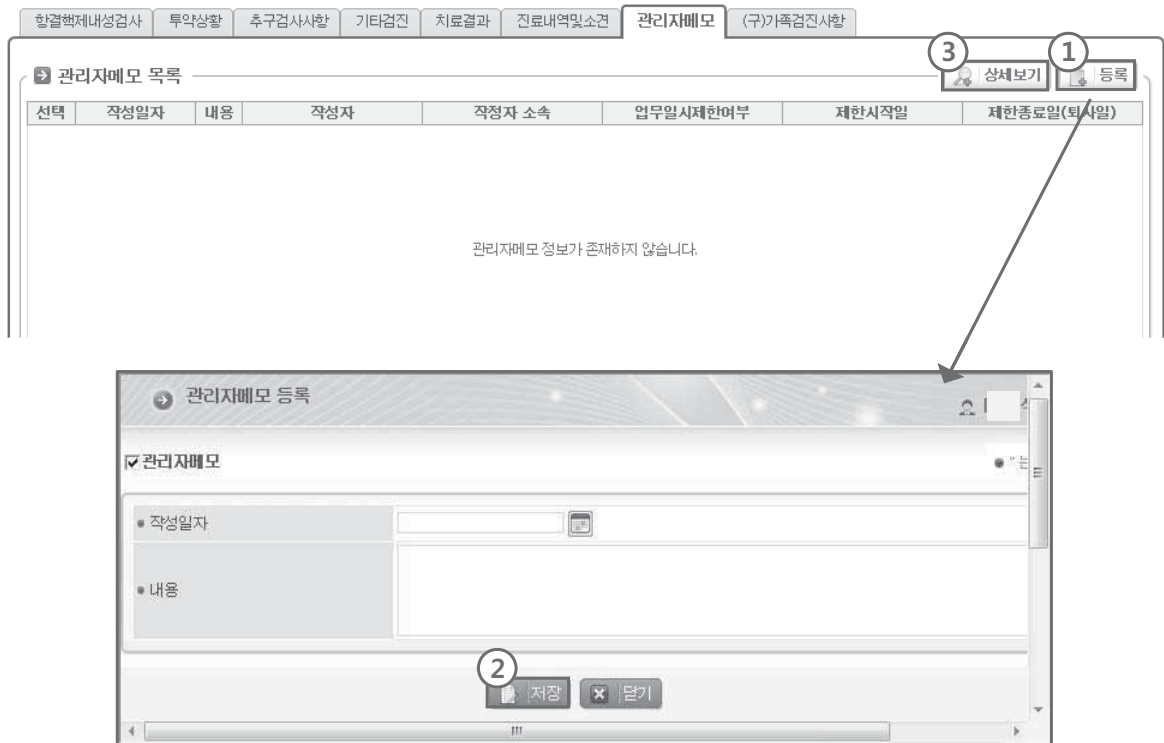 항결핵제내성검사 투약상황 추구검사사항 기타검진 치료결과 진료내역및소견 관리자메모 (구)가족검진사항
관리자메모 목록 ③ 상세보기 ① 등록
선택 작성일자 내용 작성자 작정자 소속 업무일시제한여부 제한시작일 제한종료일(퇴사일)
관리자메모 정보가 존재하지 않습니다.
관리자메모 등록
관리자메모
작성일자
내용
② 저장 닫기